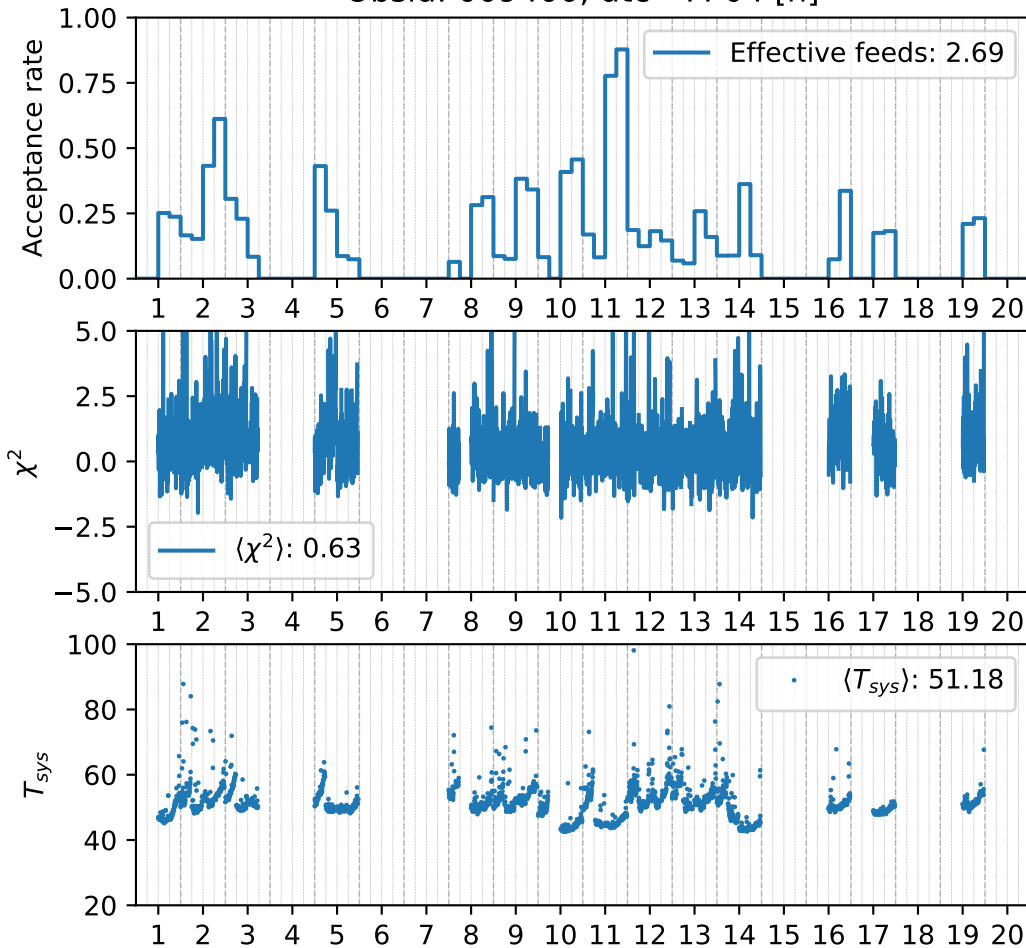 1.00
0.75
0.50
0.25
0.00
Acceptance rate
Effective feeds: 2.69
1 2 3 4 5 6 7 8 9 10 11 12 13 14 15 16 17 18 19 20
5.0
2.5
0.0
−2.5
−5.0
χ²
⟨χ²⟩: 0.63
1 2 3 4 5 6 7 8 9 10 11 12 13 14 15 16 17 18 19 20
100
80
60
40
20
T_sys
⟨T_sys⟩: 51.18
1 2 3 4 5 6 7 8 9 10 11 12 13 14 15 16 17 18 19 20